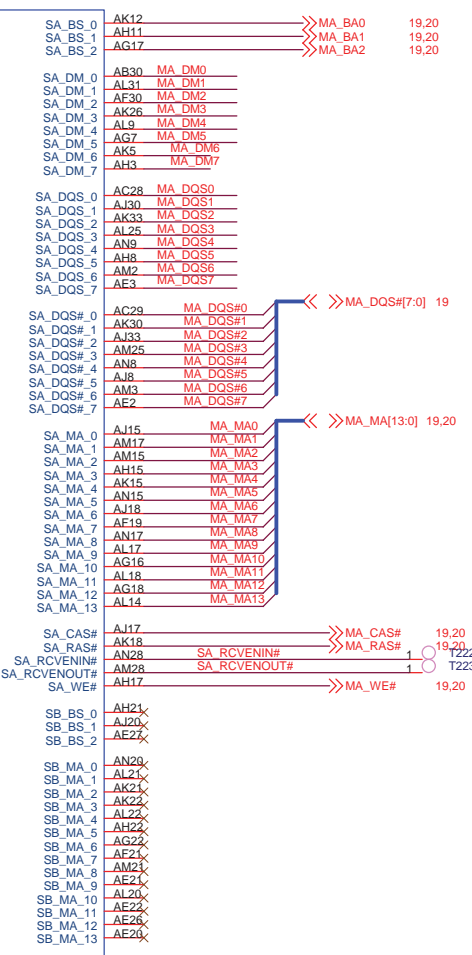 SA_BS_0 AK12 MA_BA0 19,20
SA_BS_1 AH11 MA_BA1 19,20
SA_BS_2 AG17 MA_BA2 19,20
SA_DM_0 AB30 MA_DM0
SA_DM_1 AL31 MA_DM1
SA_DM_2 AF30 MA_DM2
SA_DM_3 AK26 MA_DM3
SA_DM_4 AL9 MA_DM4
SA_DM_5 AG7 MA_DM5
SA_DM_6 AK5 MA_DM6
SA_DM_7 AH3 MA_DM7
SA_DQS_0 AC28 MA_DQS0
SA_DQS_1 AJ30 MA_DQS1
SA_DQS_2 AK33 MA_DQS2
SA_DQS_3 AL25 MA_DQS3
SA_DQS_4 AN9 MA_DQS4
SA_DQS_5 AH8 MA_DQS5
SA_DQS_6 AM2 MA_DQS6
SA_DQS_7 AE3 MA_DQS7
MA_DQS#[7:0] 19
SA_DQS#_0 AC29 MA_DQS#0
SA_DQS#_1 AK30 MA_DQS#1
SA_DQS#_2 AJ33 MA_DQS#2
SA_DQS#_3 AM25 MA_DQS#3
SA_DQS#_4 AN8 MA_DQS#4
SA_DQS#_5 AJ8 MA_DQS#5
SA_DQS#_6 AM3 MA_DQS#6
SA_DQS#_7 AE2 MA_DQS#7
MA_MA[13:0] 19,20
SA_MA_0 AJ15 MA_MA0
SA_MA_1 AM17 MA_MA1
SA_MA_2 AM15 MA_MA2
SA_MA_3 AH15 MA_MA3
SA_MA_4 AK15 MA_MA4
SA_MA_5 AN15 MA_MA5
SA_MA_6 AJ18 MA_MA6
SA_MA_7 AF19 MA_MA7
SA_MA_8 AN17 MA_MA8
SA_MA_9 AL17 MA_MA9
SA_MA_10 AG16 MA_MA10
SA_MA_11 AL18 MA_MA11
SA_MA_12 AG18 MA_MA12
SA_MA_13 AL14 MA_MA13
SA_CAS# AJ17 MA_CAS# 19,20
SA_RAS# AK18 MA_RAS# 19,20
SA_RCVENIN# AN28 SA_RCVENIN# 1 T222
SA_RCVENOUT# AM28 SA_RCVENOUT# 1 T223
SA_WE# AH17 MA_WE# 19,20
SB_BS_0 AH21
SB_BS_1 AJ20
SB_BS_2 AE27
SB_MA_0 AN20
SB_MA_1 AL21
SB_MA_2 AK21
SB_MA_3 AK22
SB_MA_4 AL22
SB_MA_5 AH22
SB_MA_6 AG22
SB_MA_7 AF21
SB_MA_8 AM21
SB_MA_9 AE21
SB_MA_10 AL20
SB_MA_11 AE22
SB_MA_12 AE26
SB_MA_13 AE20